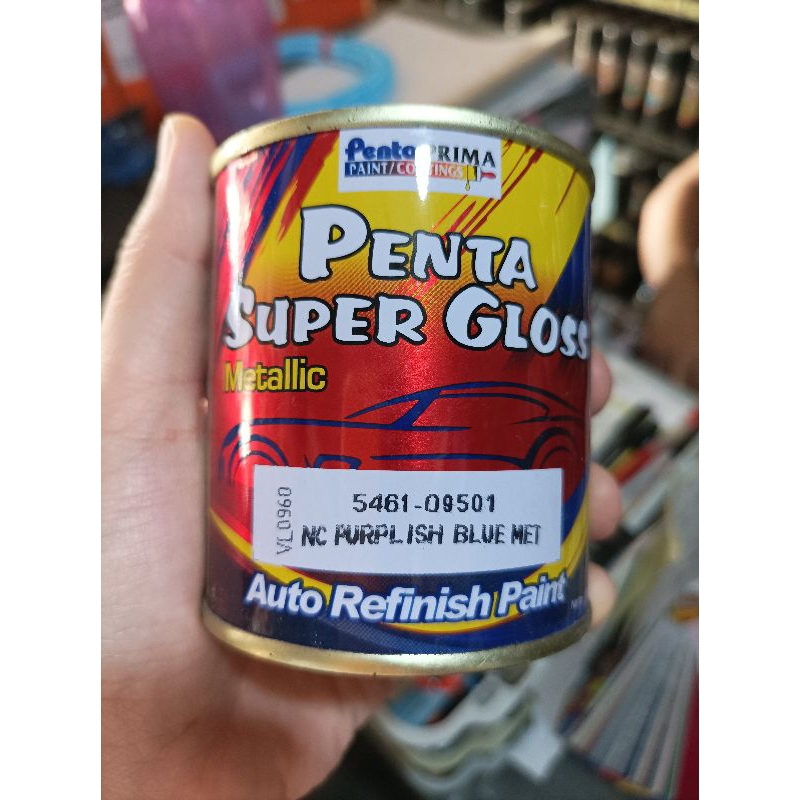 Penta PRIMA
PAINT/COATINGS
PENTA
SUPER GLOSS
Metallic
5461-09501
VL0960
NC PURPLISH BLUE MET
Auto Refinish Paint